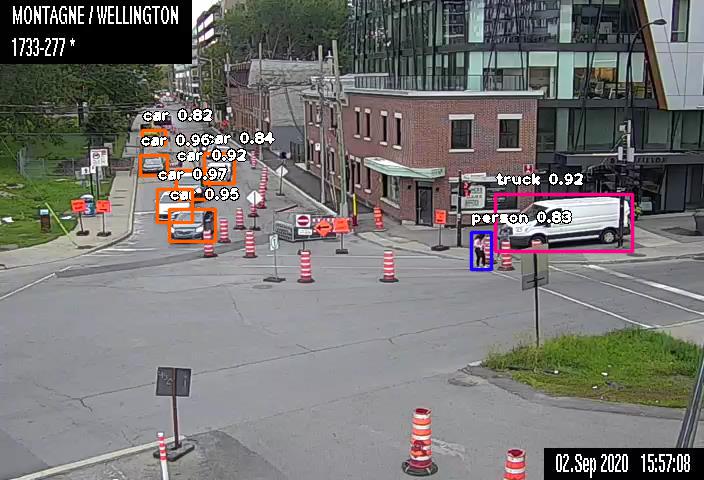 MONTAGNE / WELLINGTON
1733-277 *
car 0.82
car 0.96
car 0.84
car 0.92
car 0.97
car 0.95
truck 0.92
person 0.83
02.Sep 2020 15:57:08